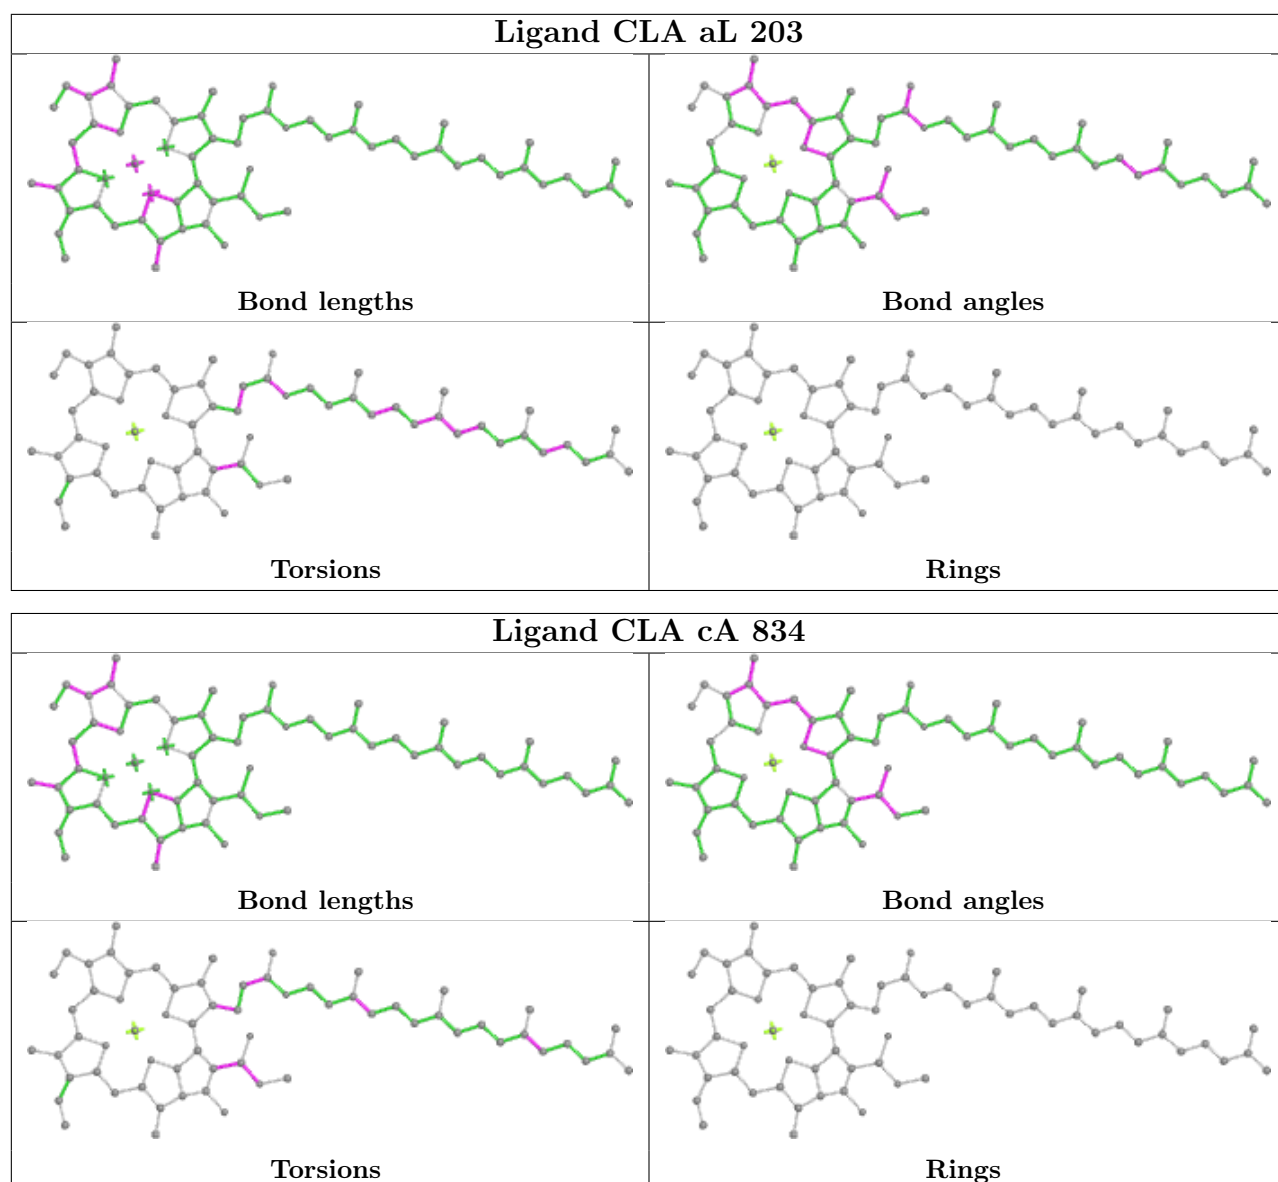 Ligand CLA aL 203
Bond lengths
Bond angles
Torsions
Rings
Ligand CLA cA 834
Bond lengths
Bond angles
Torsions
Rings